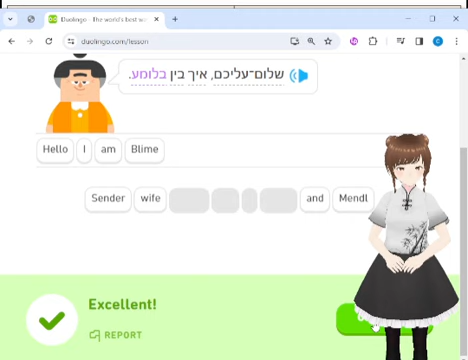 Duolingo - The world's best wa
duolingo.com/lesson
שלום־עליכם, איך בין בלומע.
Hello I am Blime
Sender wife and Mendl
Excellent!
REPORT